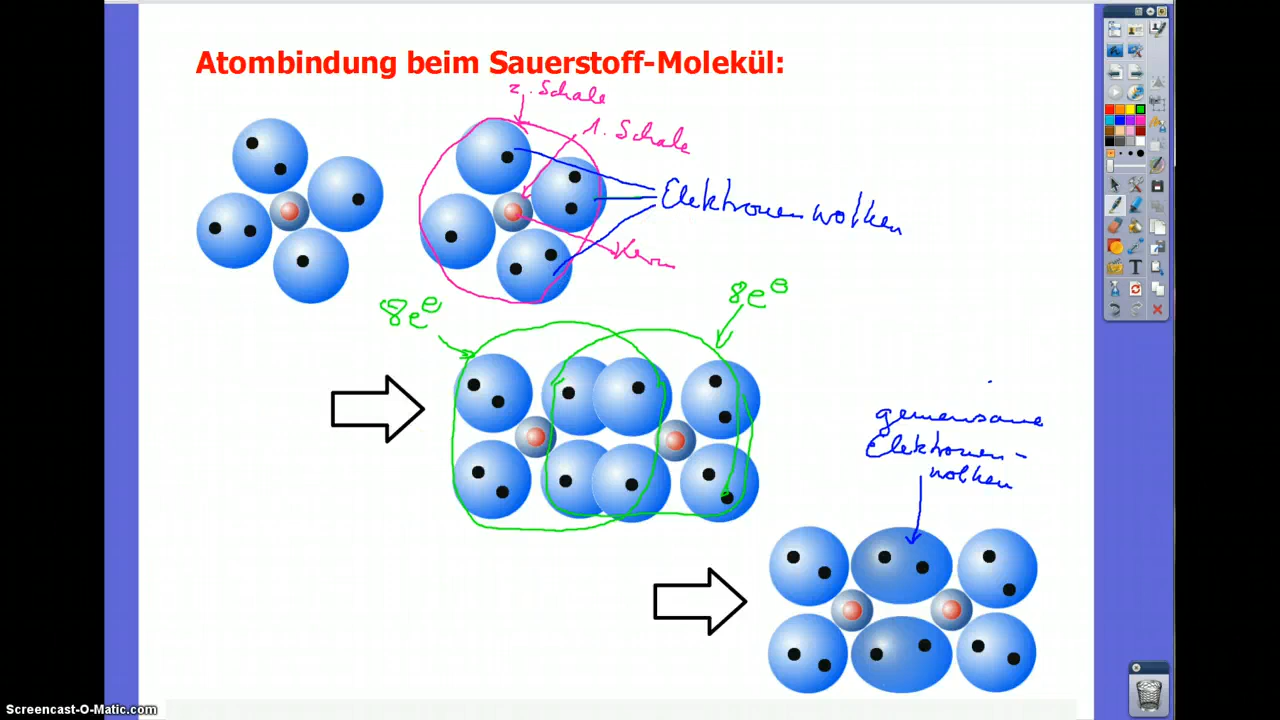 Atombindung beim Sauerstoff-Molekül:
2. Schale
1. Schale
Elektronenwolken
Kern
8e⊖
8e⊖
gemeinsame
Elektronen-
wolken
T
Screencast-O-Matic.com